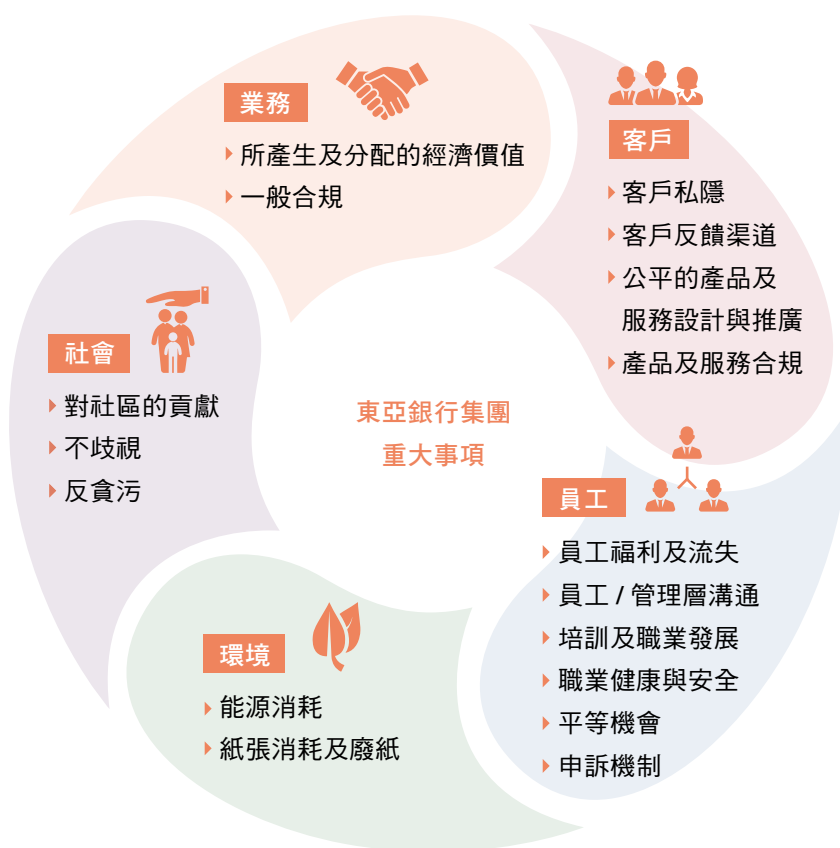 業務
所產生及分配的經濟價值
一般合規
客戶
客戶私隱
客戶反饋渠道
公平的產品及
服務設計與推廣
產品及服務合規
社會
對社區的貢獻
不歧視
反貪污
東亞銀行集團
重大事項
員工
員工福利及流失
員工 / 管理層溝通
培訓及職業發展
職業健康與安全
平等機會
申訴機制
環境
能源消耗
紙張消耗及廢紙